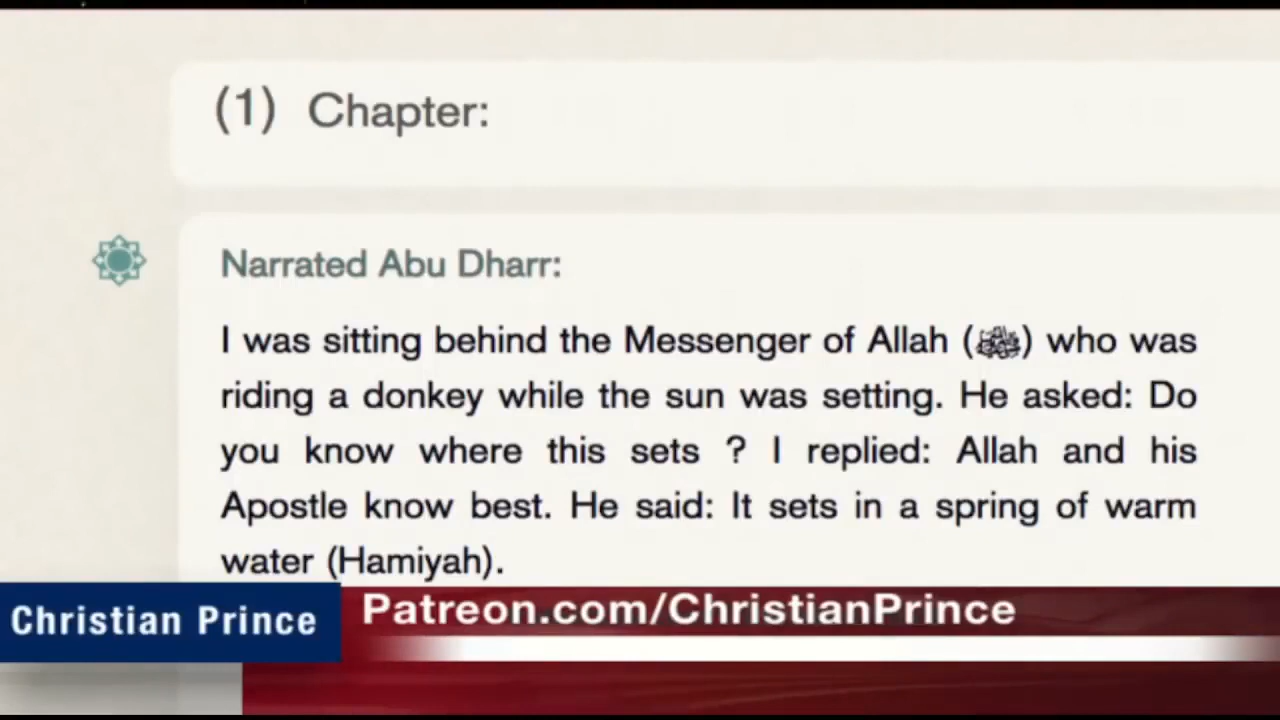 (1) Chapter:
Narrated Abu Dharr:
I was sitting behind the Messenger of Allah (ﷺ) who was
riding a donkey while the sun was setting. He asked: Do
you know where this sets ? I replied: Allah and his
Apostle know best. He said: It sets in a spring of warm
water (Hamiyah).
Christian Prince
Patreon.com/ChristianPrince